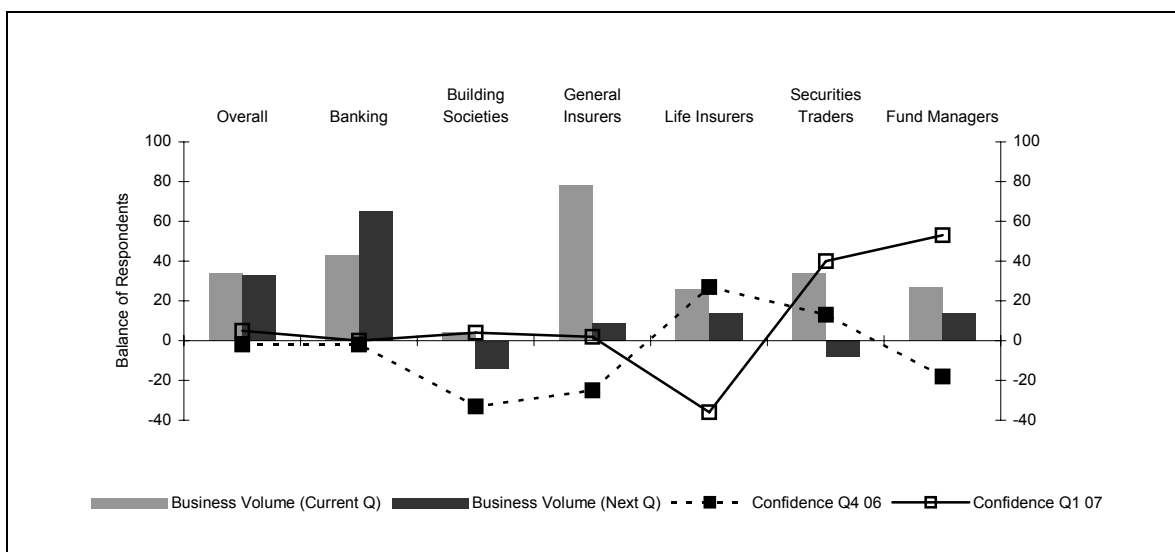 Overall
Banking
Building
Societies
General
Insurers
Life Insurers
Securities
Traders
Fund Managers
Balance of Respondents
100
80
60
40
20
0
-20
-40
100
80
60
40
20
0
-20
-40
Business Volume (Current Q)
Business Volume (Next Q)
Confidence Q4 06
Confidence Q1 07